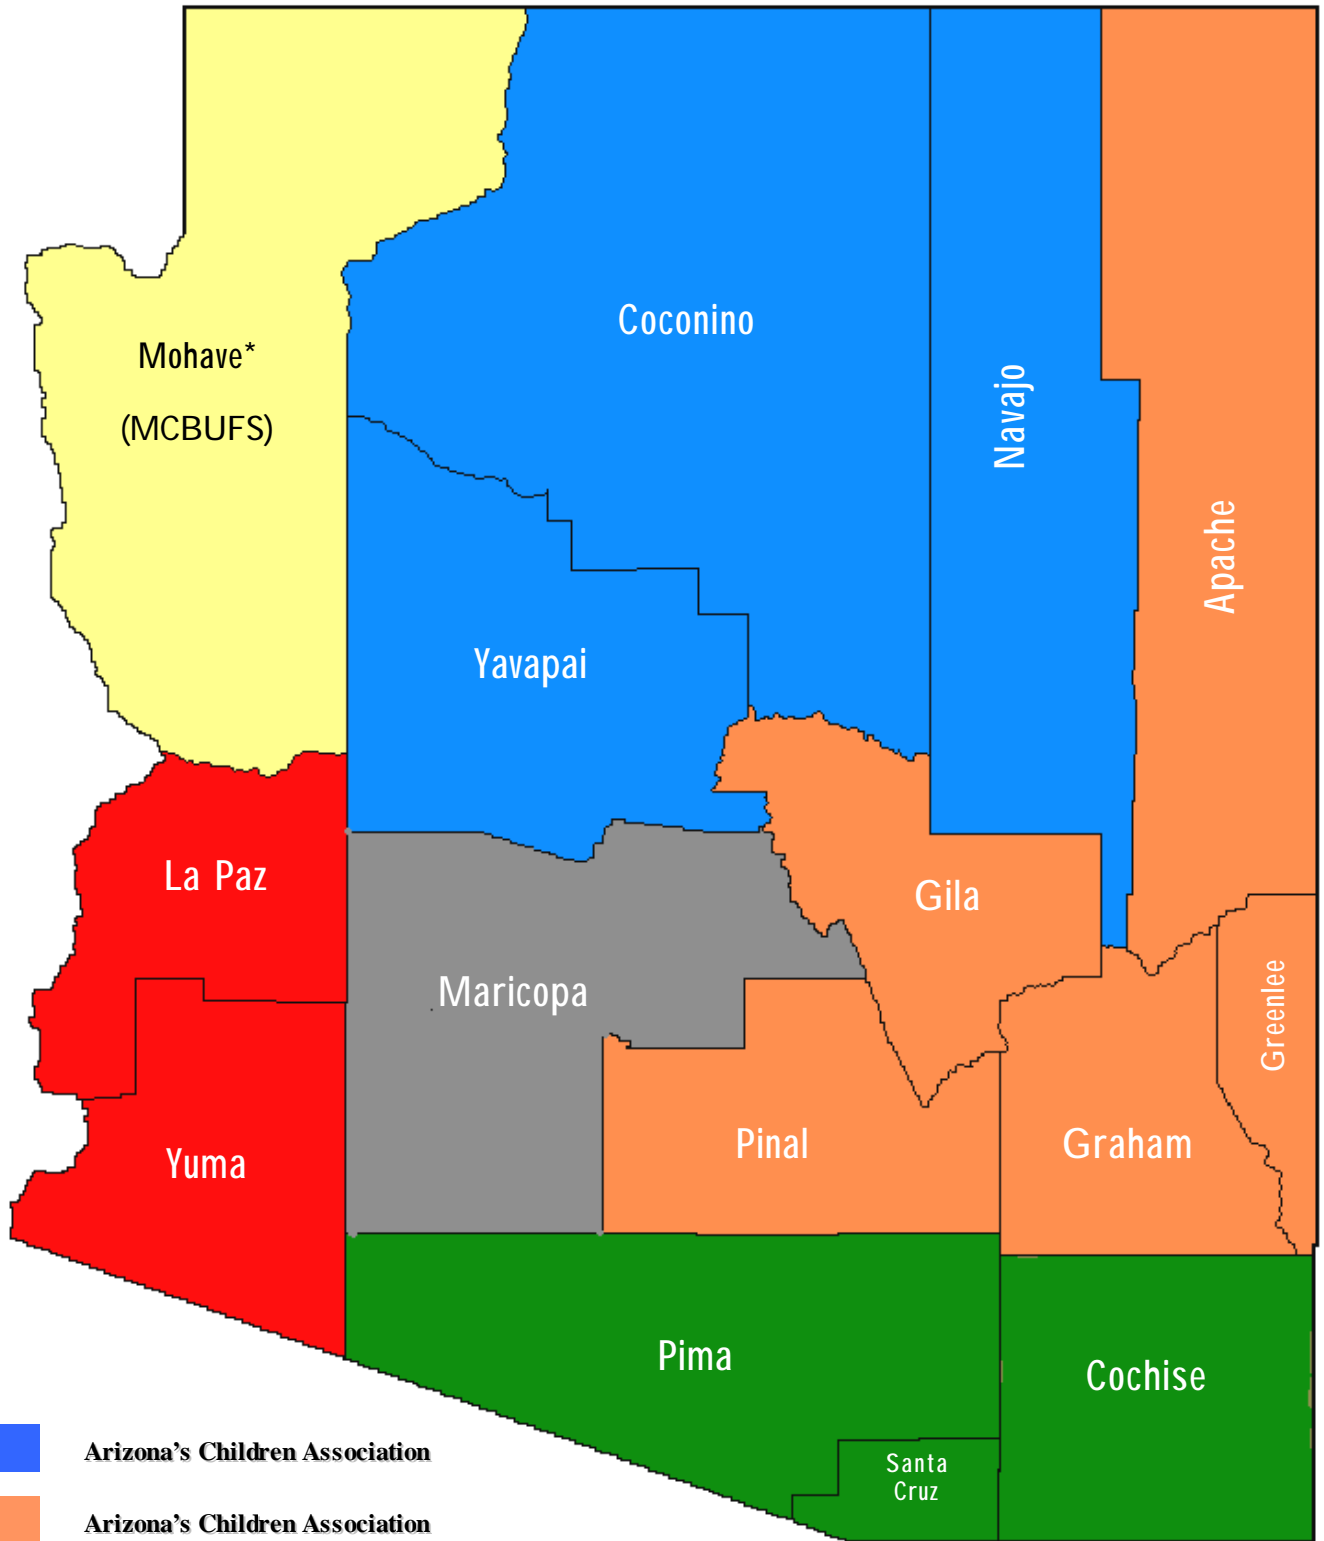 Coconino
Mohave*
(MCBUFS)
Navajo
Apache
Yavapai
La Paz
Gila
Maricopa
Greenlee
Pinal
Graham
Yuma
Pima
Cochise
Santa
Cruz
Arizona's Children Association
Arizona's Children Association